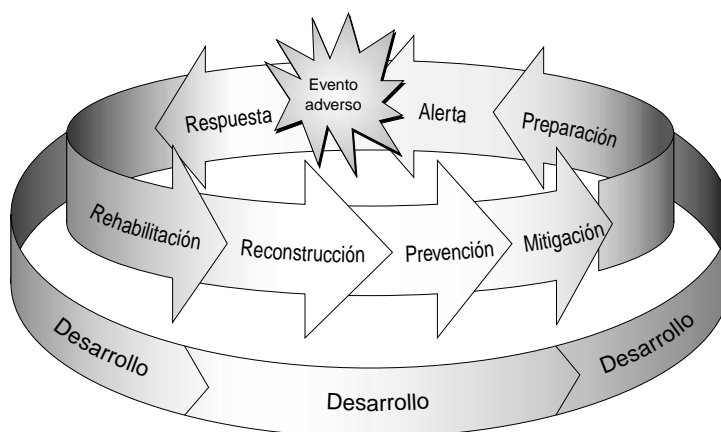 Evento
adverso
Respuesta
Alerta
Preparación
Rehabilitación
Reconstrucción
Prevención
Mitigación
Desarrollo
Desarrollo
Desarrollo